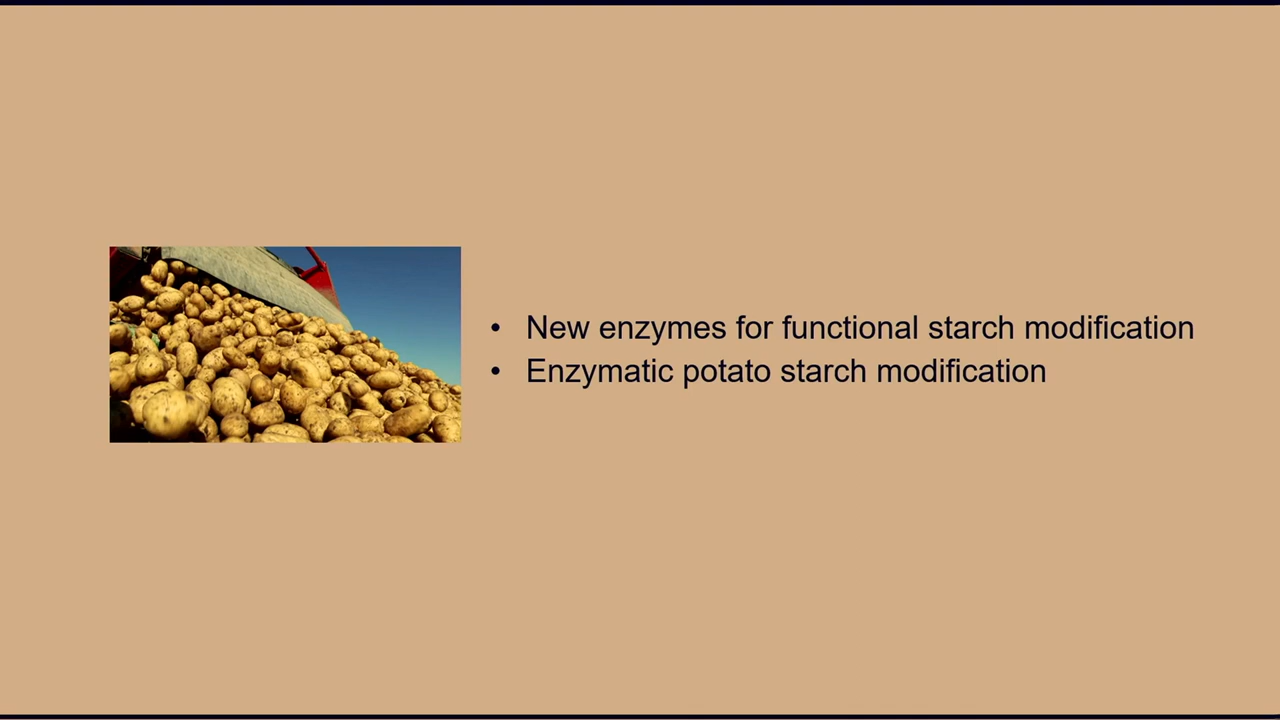 • New enzymes for functional starch modification
• Enzymatic potato starch modification